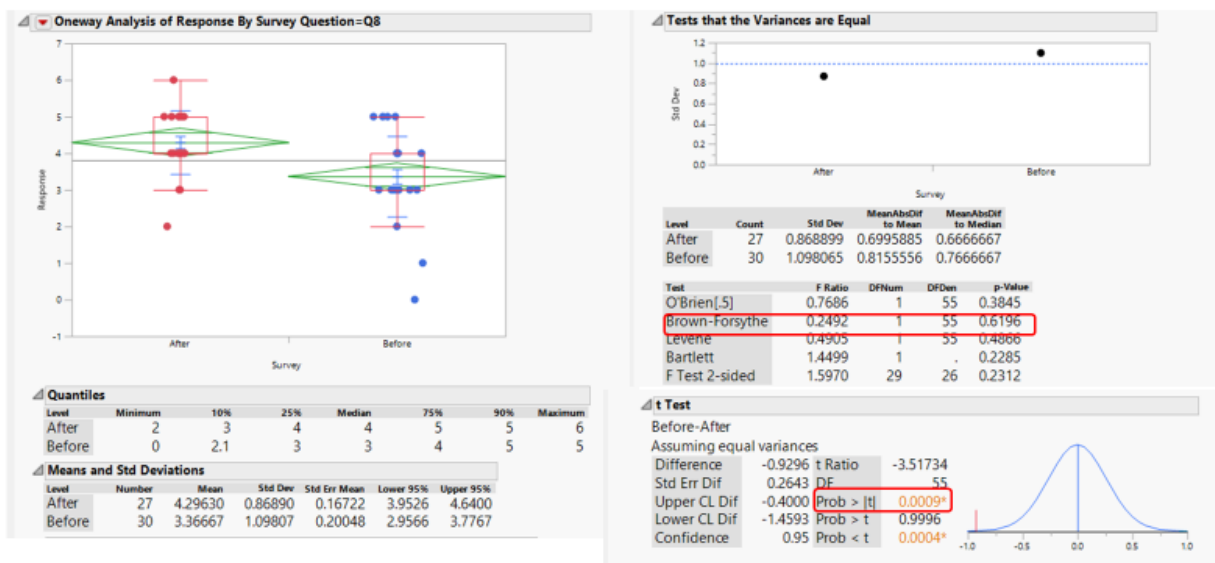 Oneway Analysis of Response By Survey Question=Q8
7
6
5
4
3
2
1
0
-1
Response
After Before
Survey
Quantiles
Level Minimum 10% 25% Median 75% 90% Maximum
After 2 3 4 4 5 5 6
Before 0 2.1 3 3 4 5 5
Means and Std Deviations
Level Number Mean Std Dev Std Err Mean Lower 95% Upper 95%
After 27 4.29630 0.86890 0.16722 3.9526 4.6400
Before 30 3.36667 1.09807 0.20048 2.9566 3.7767
Tests that the Variances are Equal
1.2
1.0
0.8
0.6
0.4
0.2
0.0
Std Dev
After Before
Survey
Level Count Std Dev MeanAbsDif to Mean MeanAbsDif to Median
After 27 0.868899 0.6995885 0.6666667
Before 30 1.098065 0.8155556 0.7666667
Test F Ratio DFNum DFDen p-Value
O'Brien[.5] 0.7686 1 55 0.3845
Brown-Forsythe 0.2492 1 55 0.6196
Levene 0.4905 1 55 0.4866
Bartlett 1.4499 1 . 0.2285
F Test 2-sided 1.5970 29 26 0.2312
t Test
Before-After
Assuming equal variances
Difference -0.9296 t Ratio -3.51734
Std Err Dif 0.2643 DF 55
Upper CL Dif -0.4000 Prob > |t| 0.0009*
Lower CL Dif -1.4593 Prob > t 0.9996
Confidence 0.95 Prob < t 0.0004*
-1.0 -0.5 0.0 0.5 1.0